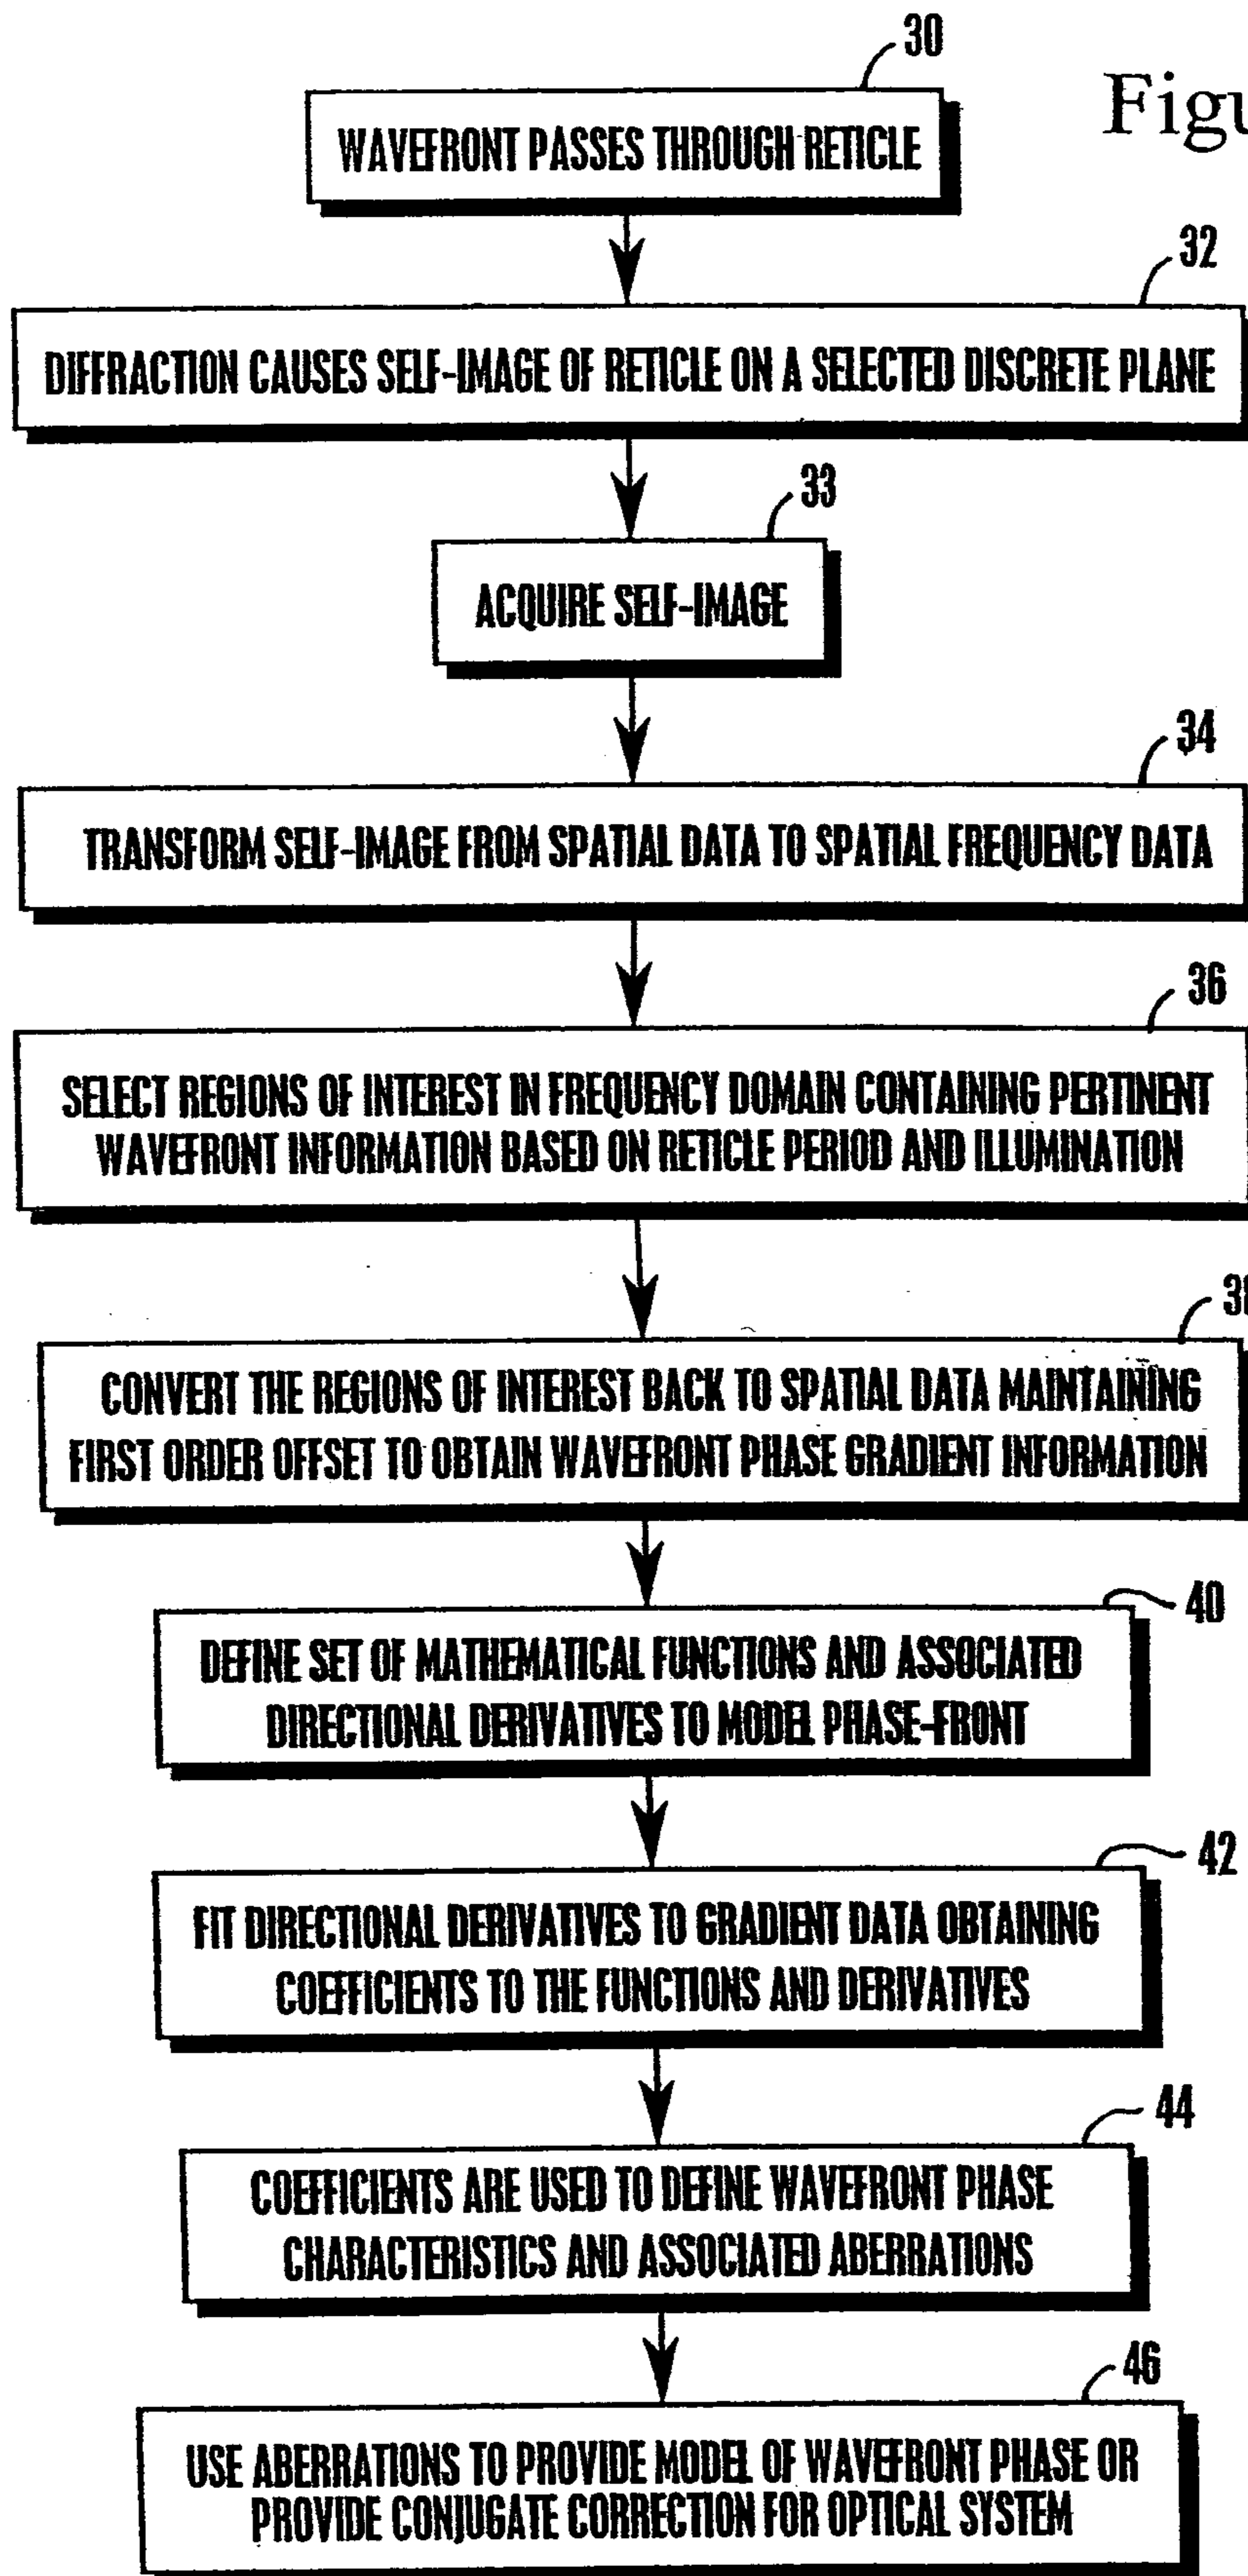 30
Figu
WAVEFRONT PASSES THROUGH RETICLE
32
DIFFRACTION CAUSES SELF-IMAGE OF RETICLE ON A SELECTED DISCRETE PLANE
33
ACQUIRE SELF-IMAGE
34
TRANSFORM SELF-IMAGE FROM SPATIAL DATA TO SPATIAL FREQUENCY DATA
36
SELECT REGIONS OF INTEREST IN FREQUENCY DOMAIN CONTAINING PERTINENT
WAVEFRONT INFORMATION BASED ON RETICLE PERIOD AND ILLUMINATION
CONVERT THE REGIONS OF INTEREST BACK TO SPATIAL DATA MAINTAINING
FIRST ORDER OFFSET TO OBTAIN WAVEFRONT PHASE GRADIENT INFORMATION
40
DEFINE SET OF MATHEMATICAL FUNCTIONS AND ASSOCIATED
DIRECTIONAL DERIVATIVES TO MODEL PHASE-FRONT
42
FIT DIRECTIONAL DERIVATIVES TO GRADIENT DATA OBTAINING
COEFFICIENTS TO THE FUNCTIONS AND DERIVATIVES
44
COEFFICIENTS ARE USED TO DEFINE WAVEFRONT PHASE
CHARACTERISTICS AND ASSOCIATED ABERRATIONS
46
USE ABERRATIONS TO PROVIDE MODEL OF WAVEFRONT PHASE OR
PROVIDE CONJUGATE CORRECTION FOR OPTICAL SYSTEM